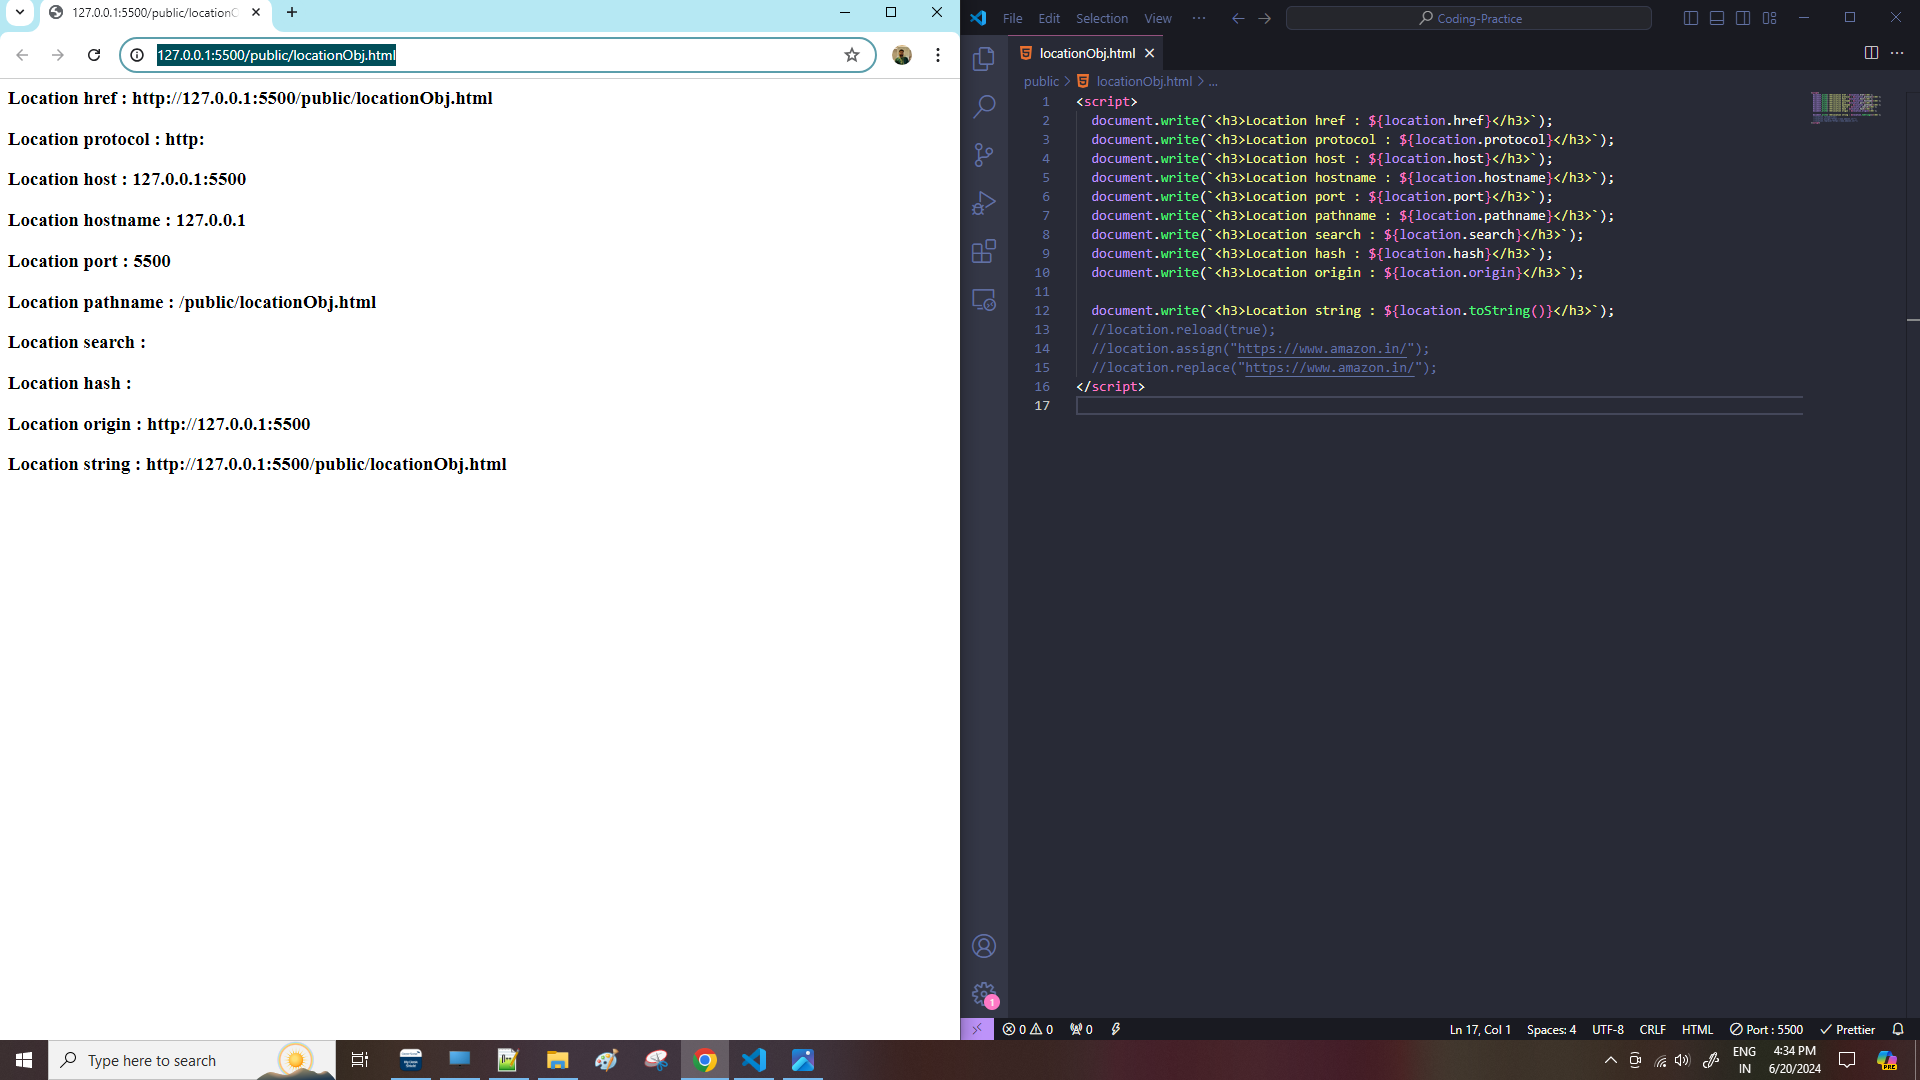 127.0.0.1:5500/public/locationO
127.0.0.1:5500/public/locationObj.html
Location href : http://127.0.0.1:5500/public/locationObj.html
Location protocol : http:
Location host : 127.0.0.1:5500
Location hostname : 127.0.0.1
Location port : 5500
Location pathname : /public/locationObj.html
Location search :
Location hash :
Location origin : http://127.0.0.1:5500
Location string : http://127.0.0.1:5500/public/locationObj.html
File Edit Selection View ··· Coding-Practice
locationObj.html
public > locationObj.html > ...
1 <script>
2 document.write(`<h3>Location href : ${location.href}</h3>`);
3 document.write(`<h3>Location protocol : ${location.protocol}</h3>`);
4 document.write(`<h3>Location host : ${location.host}</h3>`);
5 document.write(`<h3>Location hostname : ${location.hostname}</h3>`);
6 document.write(`<h3>Location port : ${location.port}</h3>`);
7 document.write(`<h3>Location pathname : ${location.pathname}</h3>`);
8 document.write(`<h3>Location search : ${location.search}</h3>`);
9 document.write(`<h3>Location hash : ${location.hash}</h3>`);
10 document.write(`<h3>Location origin : ${location.origin}</h3>`);
11
12 document.write(`<h3>Location string : ${location.toString()}</h3>`);
13 //location.reload(true);
14 //location.assign("https://www.amazon.in/");
15 //location.replace("https://www.amazon.in/");
16 </script>
17
1
0 0 0 Ln 17, Col 1 Spaces: 4 UTF-8 CRLF HTML Port : 5500 Prettier
Type here to search
ENG
IN
4:34 PM
6/20/2024